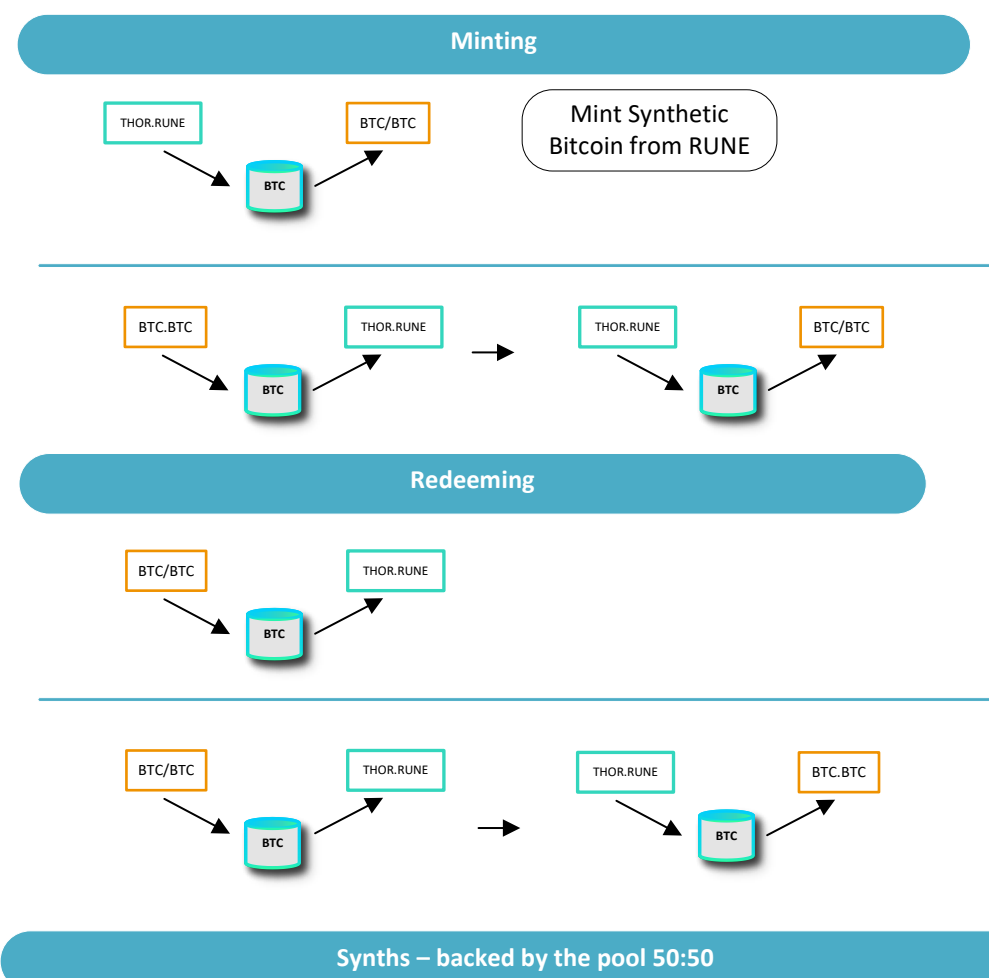 Minting
THOR.RUNE
BTC/BTC
Mint Synthetic
Bitcoin from RUNE
BTC
BTC.BTC
THOR.RUNE
THOR.RUNE
BTC/BTC
BTC
BTC
Redeeming
BTC/BTC
THOR.RUNE
BTC
BTC/BTC
THOR.RUNE
THOR.RUNE
BTC.BTC
BTC
BTC
Synths – backed by the pool 50:50